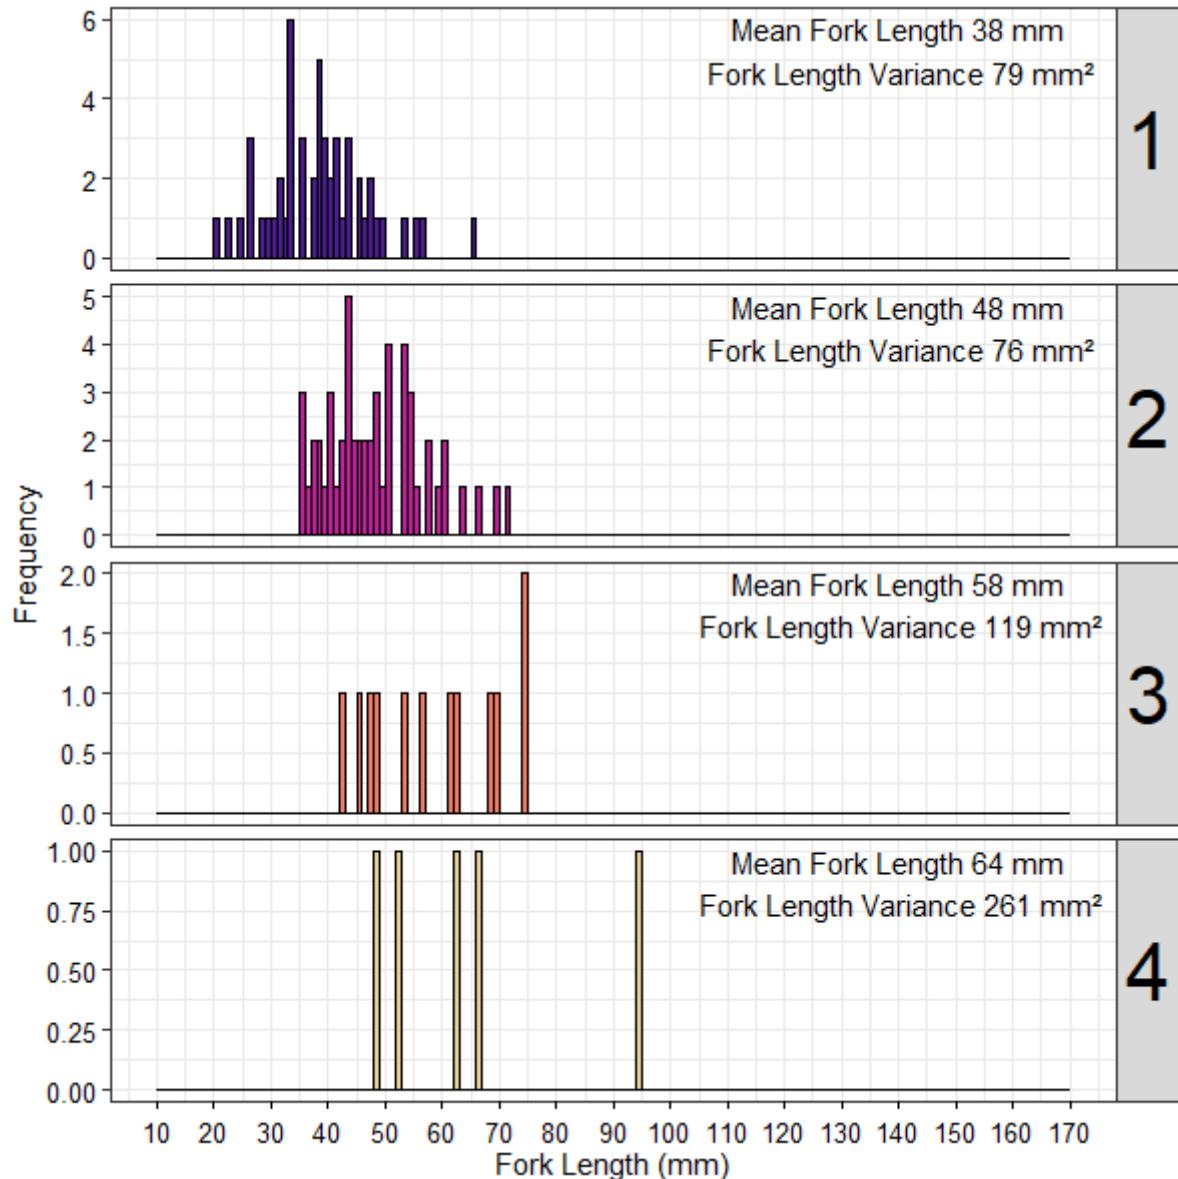 Frequency
6
4
2
0
Mean Fork Length 38 mm
Fork Length Variance 79 mm²
1
5
4
3
2
1
0
Mean Fork Length 48 mm
Fork Length Variance 76 mm²
2
2.0
1.5
1.0
0.5
0.0
Mean Fork Length 58 mm
Fork Length Variance 119 mm²
3
1.00
0.75
0.50
0.25
0.00
Mean Fork Length 64 mm
Fork Length Variance 261 mm²
4
10 20 30 40 50 60 70 80 90 100 110 120 130 140 150 160 170
Fork Length (mm)